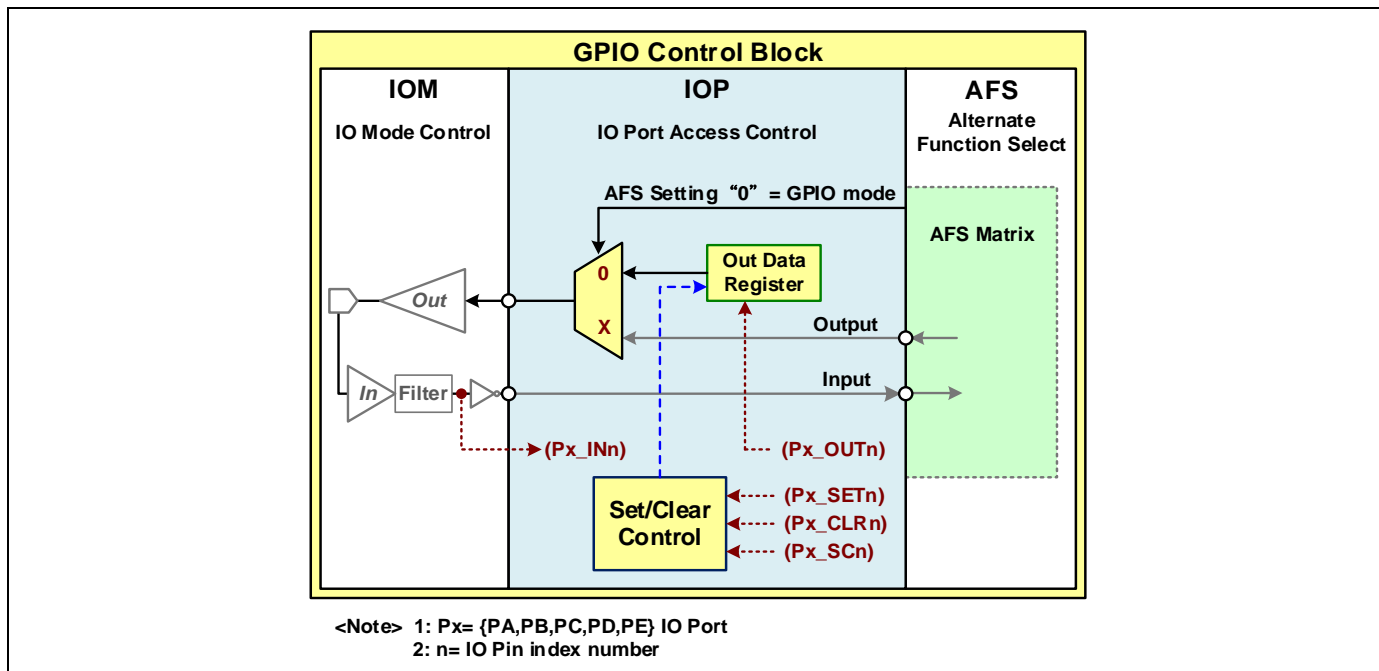 GPIO Control Block
IOM
IO Mode Control
IOP
IO Port Access Control
AFS
Alternate
Function Select
AFS Setting “0” = GPIO mode
AFS Matrix
0
X
Out Data
Register
Out
Output
In
Filter
Input
(Px_INn)
(Px_OUTn)
Set/Clear
Control
(Px_SETn)
(Px_CLRn)
(Px_SCn)
<Note> 1: Px= {PA,PB,PC,PD,PE} IO Port
2: n= IO Pin index number